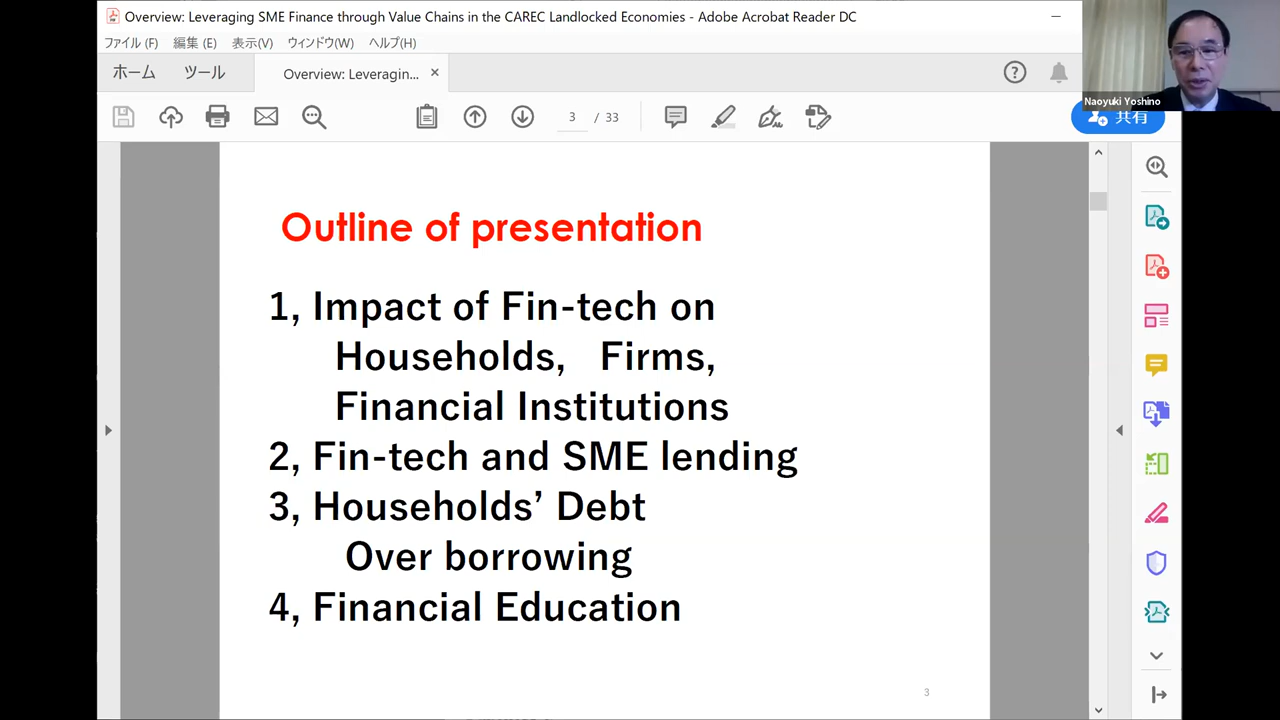 Overview: Leveraging SME Finance through Value Chains in the CAREC Landlocked Economies - Adobe Acrobat Reader DC
ファイル (F) 編集 (E) 表示(V) ウィンドウ(W) ヘルプ(H)
ホーム ツール Overview: Leveragin... ×
3 / 33
Naoyuki Yoshino
共有
Outline of presentation
1, Impact of Fin-tech on
Households, Firms,
Financial Institutions
2, Fin-tech and SME lending
3, Households’ Debt
Over borrowing
4, Financial Education
3